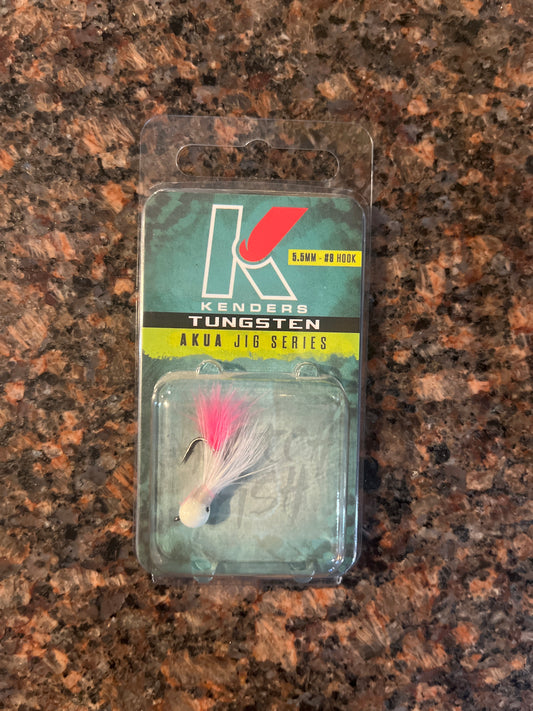 K
5.5MM - #8 HOOK
KENDERS
TUNGSTEN
AKUA JIG SERIES